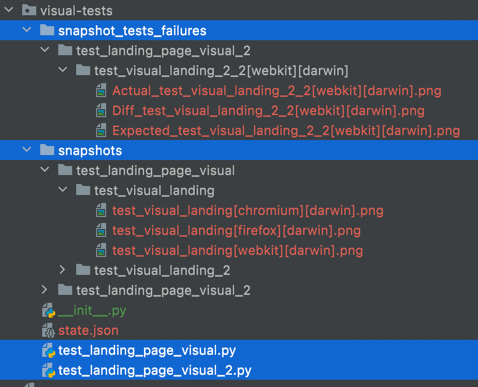 visual-tests
snapshot_tests_failures
test_landing_page_visual_2
test_visual_landing_2_2[webkit][darwin]
Actual_test_visual_landing_2_2[webkit][darwin].png
Diff_test_visual_landing_2_2[webkit][darwin].png
Expected_test_visual_landing_2_2[webkit][darwin].png
snapshots
test_landing_page_visual
test_visual_landing
test_visual_landing[chromium][darwin].png
test_visual_landing[firefox][darwin].png
test_visual_landing[webkit][darwin].png
test_visual_landing_2
test_landing_page_visual_2
__init__.py
state.json
test_landing_page_visual.py
test_landing_page_visual_2.py